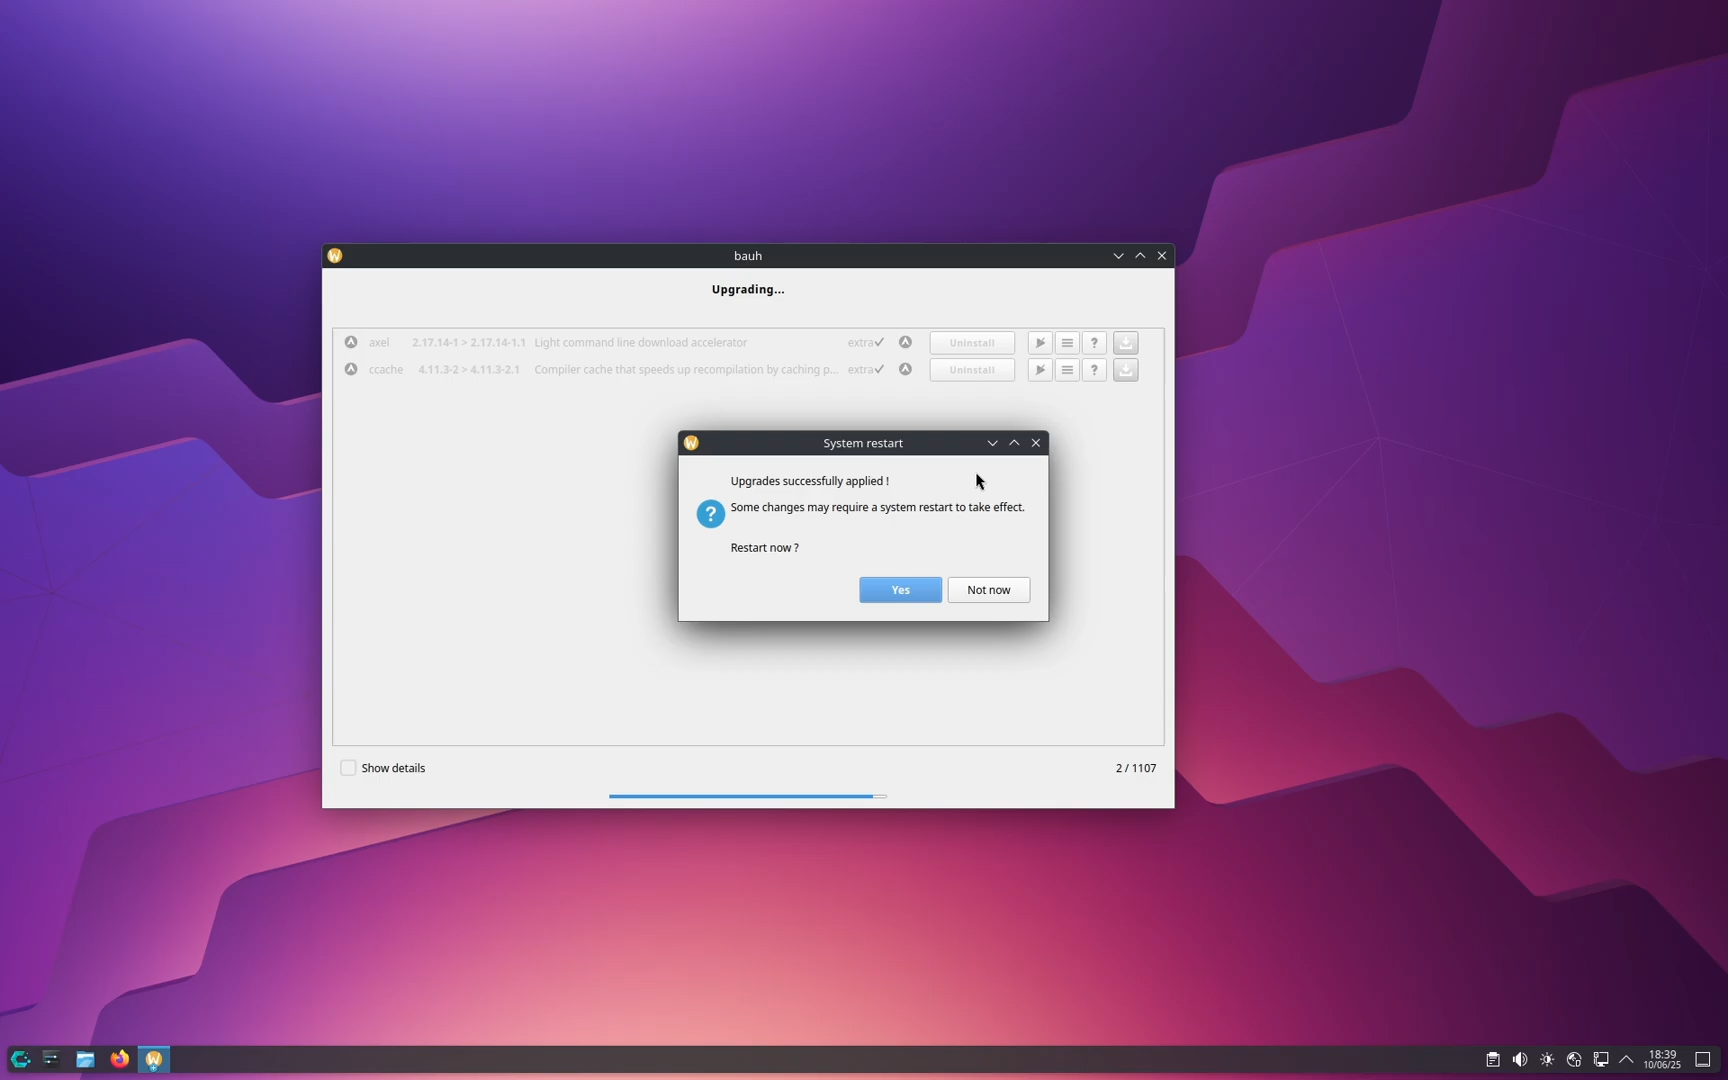 bauh
Upgrading...
axel 2.17.14-1 > 2.17.14-1.1 Light command line download accelerator extra Uninstall ?
ccache 4.11.3-2 > 4.11.3-2.1 Compiler cache that speeds up recompilation by caching p... extra Uninstall ?
System restart
Upgrades successfully applied !
Some changes may require a system restart to take effect.
?
Restart now ?
Yes Not now
Show details 2 / 1107
18:39
10/06/25